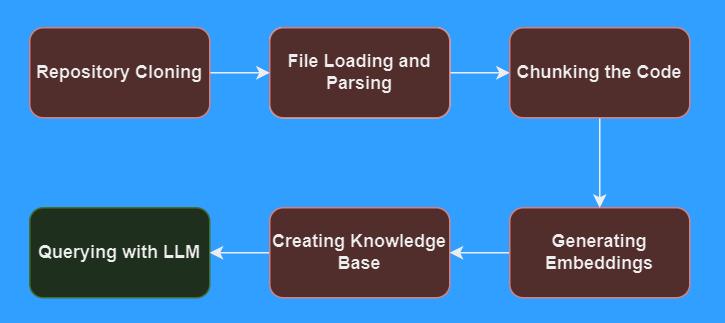 Repository Cloning
File Loading and
Parsing
Chunking the Code
Querying with LLM
Creating Knowledge
Base
Generating
Embeddings